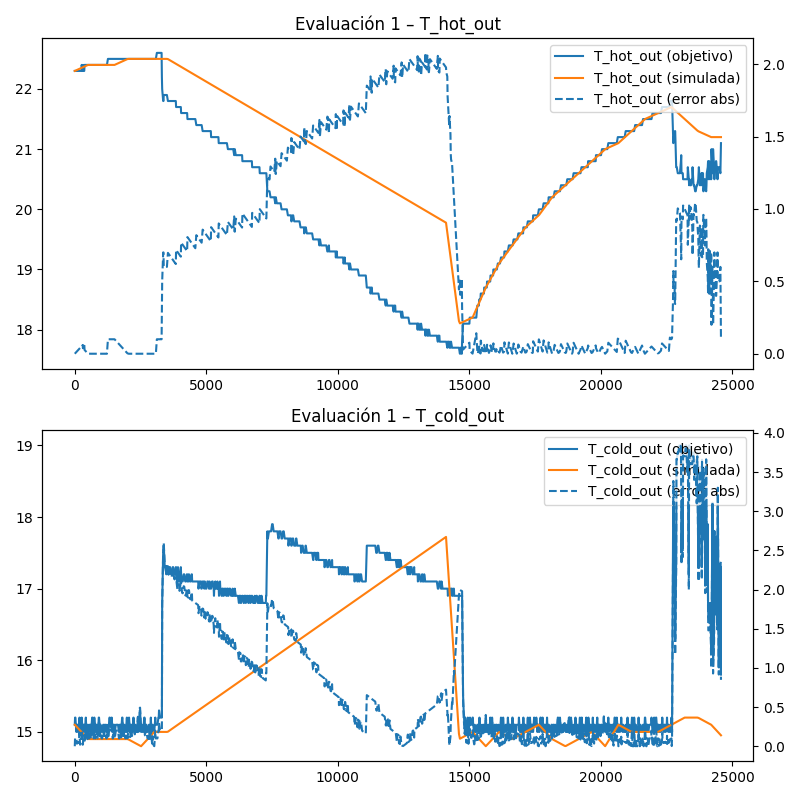 Evaluación 1 – T_hot_out
T_hot_out (objetivo)
T_hot_out (simulada)
T_hot_out (error abs)
22
21
20
19
18
2.0
1.5
1.0
0.5
0.0
0 5000 10000 15000 20000 25000
Evaluación 1 – T_cold_out
T_cold_out (objetivo)
T_cold_out (simulada)
T_cold_out (error abs)
19
18
17
16
15
4.0
3.5
3.0
2.5
2.0
1.5
1.0
0.5
0.0
0 5000 10000 15000 20000 25000